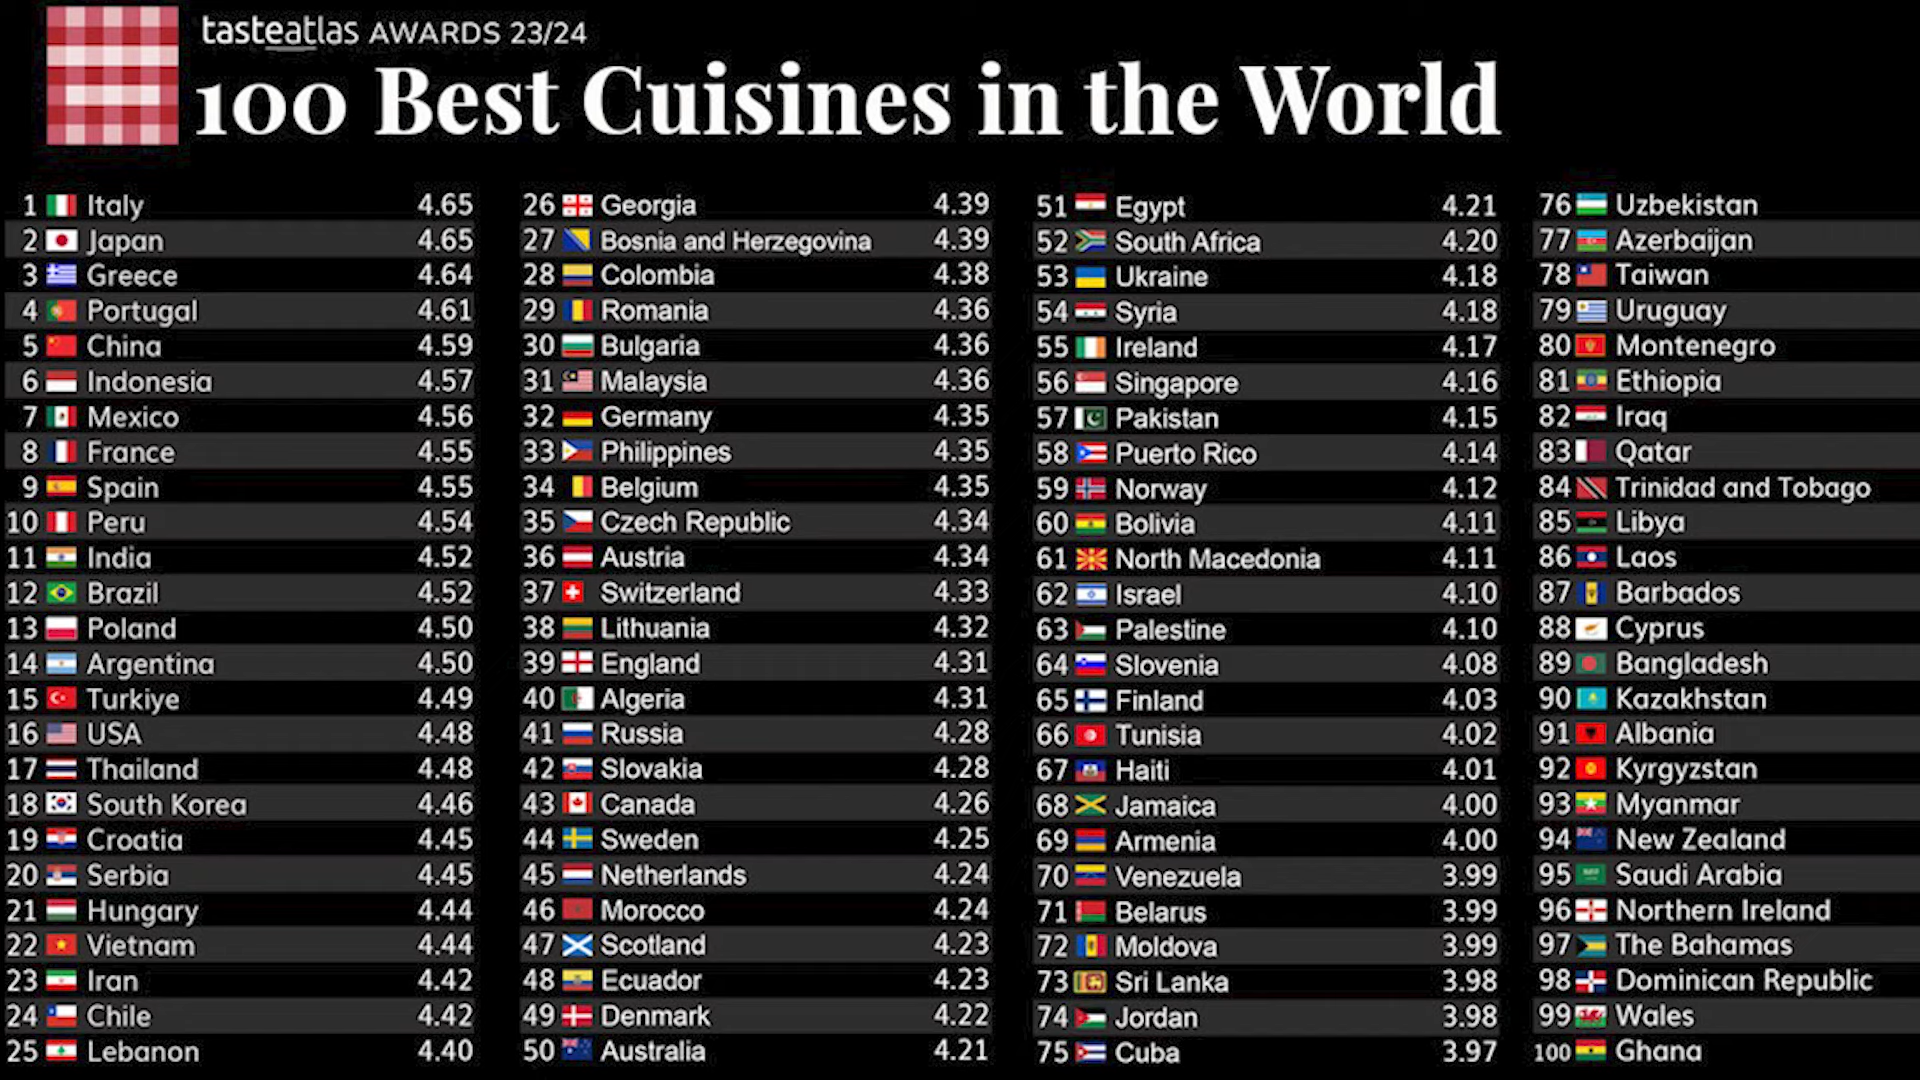 tasteatlas AWARDS 23/24
100 Best Cuisines in the World
1 Italy 4.65
2 Japan 4.65
3 Greece 4.64
4 Portugal 4.61
5 China 4.59
6 Indonesia 4.57
7 Mexico 4.56
8 France 4.55
9 Spain 4.55
10 Peru 4.54
11 India 4.52
12 Brazil 4.52
13 Poland 4.50
14 Argentina 4.50
15 Turkiye 4.49
16 USA 4.48
17 Thailand 4.48
18 South Korea 4.46
19 Croatia 4.45
20 Serbia 4.45
21 Hungary 4.44
22 Vietnam 4.44
23 Iran 4.42
24 Chile 4.42
25 Lebanon 4.40
26 Georgia 4.39
27 Bosnia and Herzegovina 4.39
28 Colombia 4.38
29 Romania 4.36
30 Bulgaria 4.36
31 Malaysia 4.36
32 Germany 4.35
33 Philippines 4.35
34 Belgium 4.35
35 Czech Republic 4.34
36 Austria 4.34
37 Switzerland 4.33
38 Lithuania 4.32
39 England 4.31
40 Algeria 4.31
41 Russia 4.28
42 Slovakia 4.28
43 Canada 4.26
44 Sweden 4.25
45 Netherlands 4.24
46 Morocco 4.24
47 Scotland 4.23
48 Ecuador 4.23
49 Denmark 4.22
50 Australia 4.21
51 Egypt 4.21
52 South Africa 4.20
53 Ukraine 4.18
54 Syria 4.18
55 Ireland 4.17
56 Singapore 4.16
57 Pakistan 4.15
58 Puerto Rico 4.14
59 Norway 4.12
60 Bolivia 4.11
61 North Macedonia 4.11
62 Israel 4.10
63 Palestine 4.10
64 Slovenia 4.08
65 Finland 4.03
66 Tunisia 4.02
67 Haiti 4.01
68 Jamaica 4.00
69 Armenia 4.00
70 Venezuela 3.99
71 Belarus 3.99
72 Moldova 3.99
73 Sri Lanka 3.98
74 Jordan 3.98
75 Cuba 3.97
76 Uzbekistan
77 Azerbaijan
78 Taiwan
79 Uruguay
80 Montenegro
81 Ethiopia
82 Iraq
83 Qatar
84 Trinidad and Tobago
85 Libya
86 Laos
87 Barbados
88 Cyprus
89 Bangladesh
90 Kazakhstan
91 Albania
92 Kyrgyzstan
93 Myanmar
94 New Zealand
95 Saudi Arabia
96 Northern Ireland
97 The Bahamas
98 Dominican Republic
99 Wales
100 Ghana